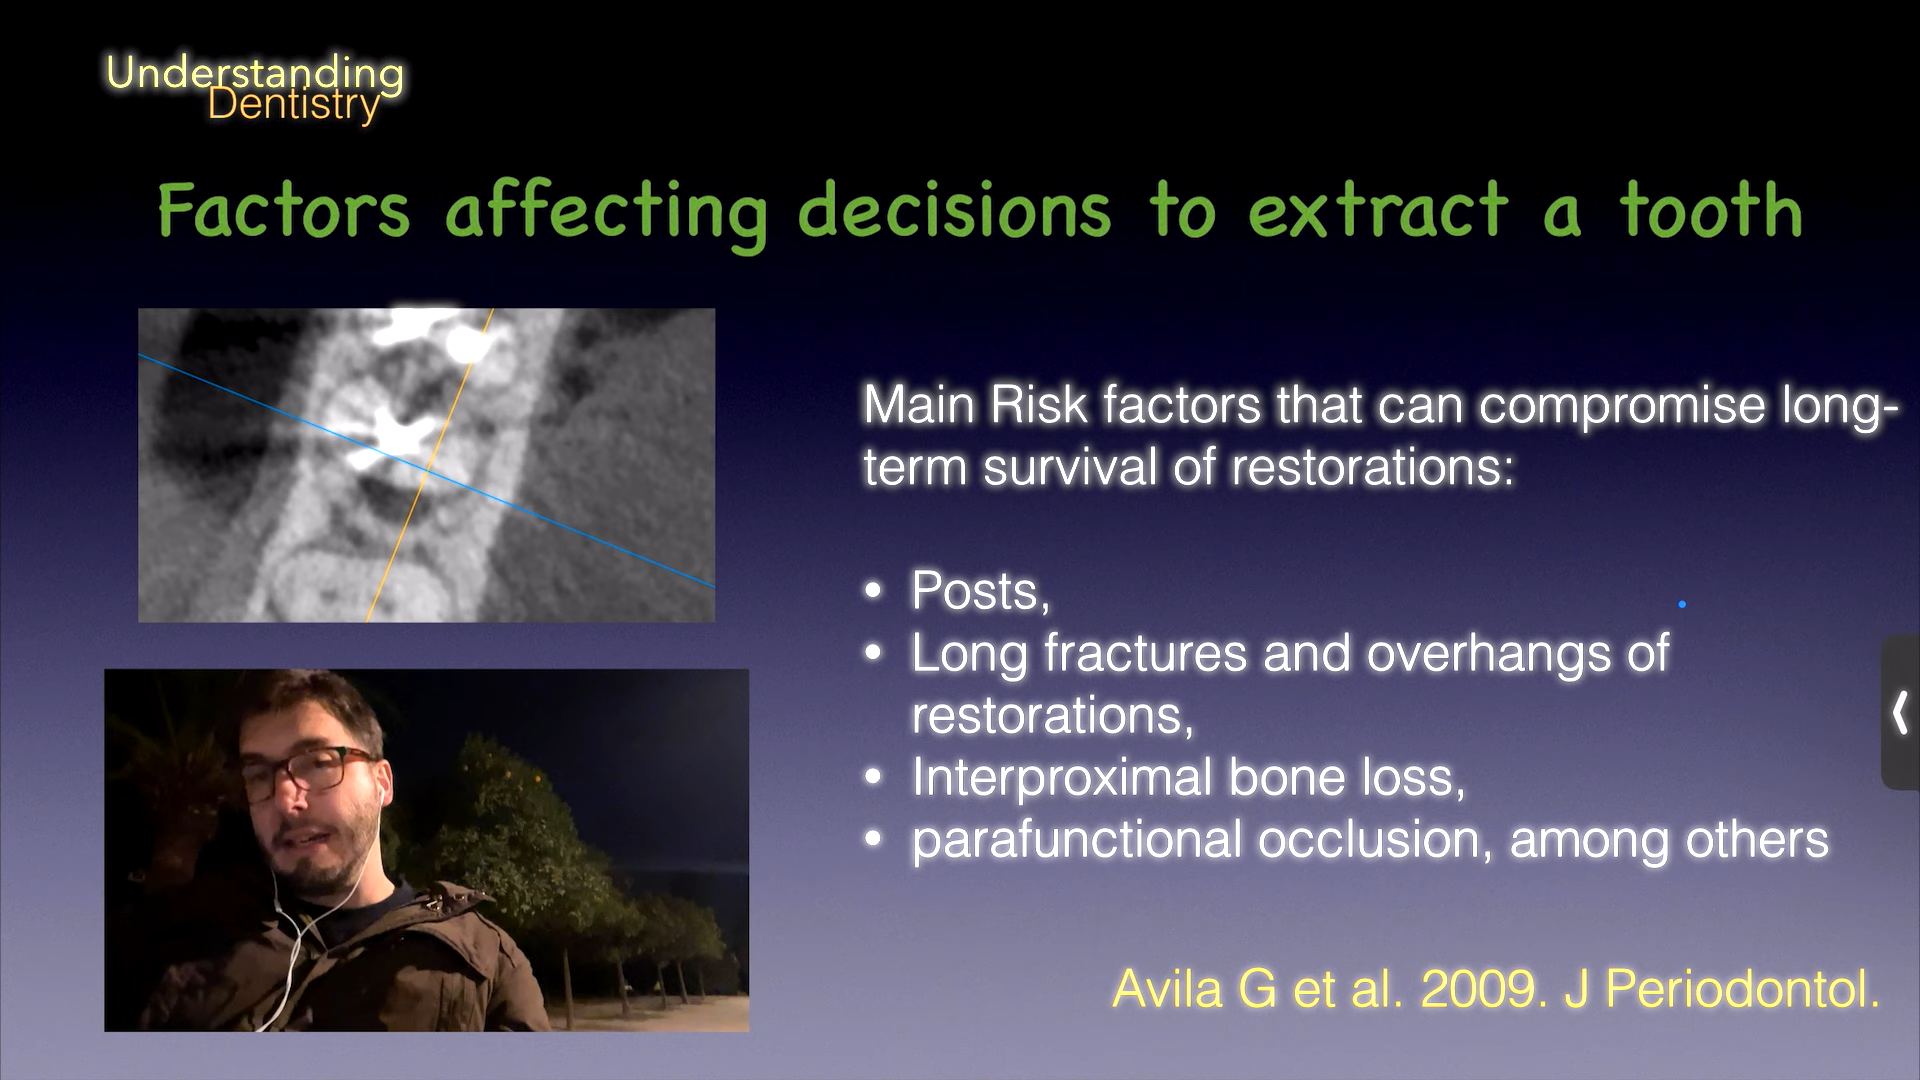 Understanding
Dentistry
Factors affecting decisions to extract a tooth
Main Risk factors that can compromise long-
term survival of restorations:
• Posts,
• Long fractures and overhangs of
restorations,
• Interproximal bone loss,
• parafunctional occlusion, among others
Avila G et al. 2009. J Periodontol.